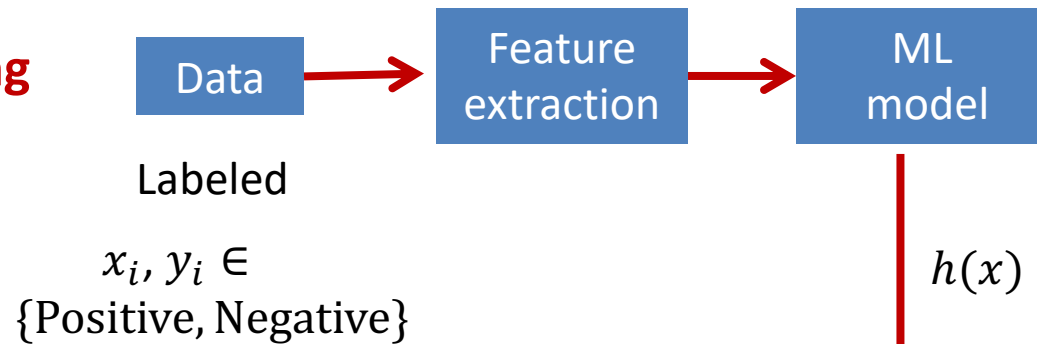 Data
Feature
extraction
ML
model
Labeled
𝑥ᵢ, 𝑦ᵢ ∈
{Positive, Negative}
ℎ(𝑥)